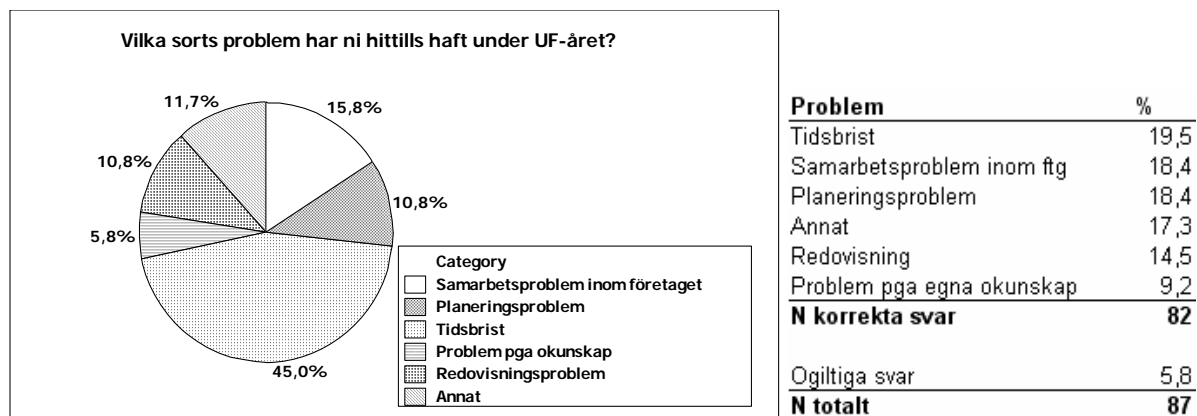 Vilka sorts problem har ni hittills haft under UF-året?
11,7%
15,8%
10,8%
10,8%
5,8%
45,0%
Category
Samarbetsproblem inom företaget
Planeringsproblem
Tidsbrist
Problem pga okunskap
Redovisningsproblem
Annat
Problem %
Tidsbrist 19,5
Samarbetsproblem inom ftg 18,4
Planeringsproblem 18,4
Annat 17,3
Redovisning 14,5
Problem pga egna okunskap 9,2
N korrekta svar 82
Ogiltiga svar 5,8
N totalt 87